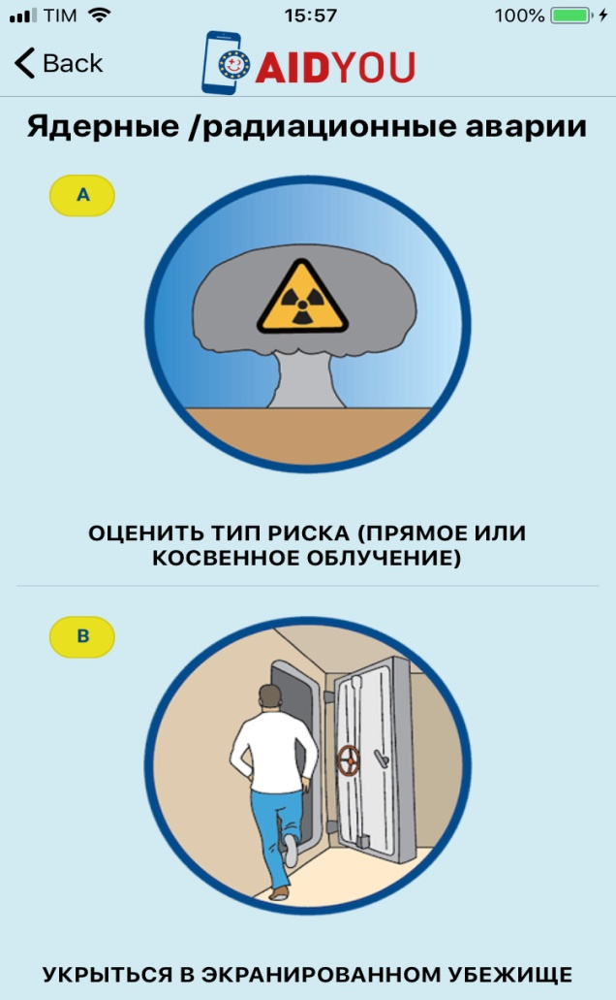 TIM 15:57 100%
Back AIDYOU
Ядерные /радиационные аварии
A
ОЦЕНИТЬ ТИП РИСКА (ПРЯМОЕ ИЛИ
КОСВЕННОЕ ОБЛУЧЕНИЕ)
B
УКРЫТЬСЯ В ЭКРАНИРОВАННОМ УБЕЖИЩЕ